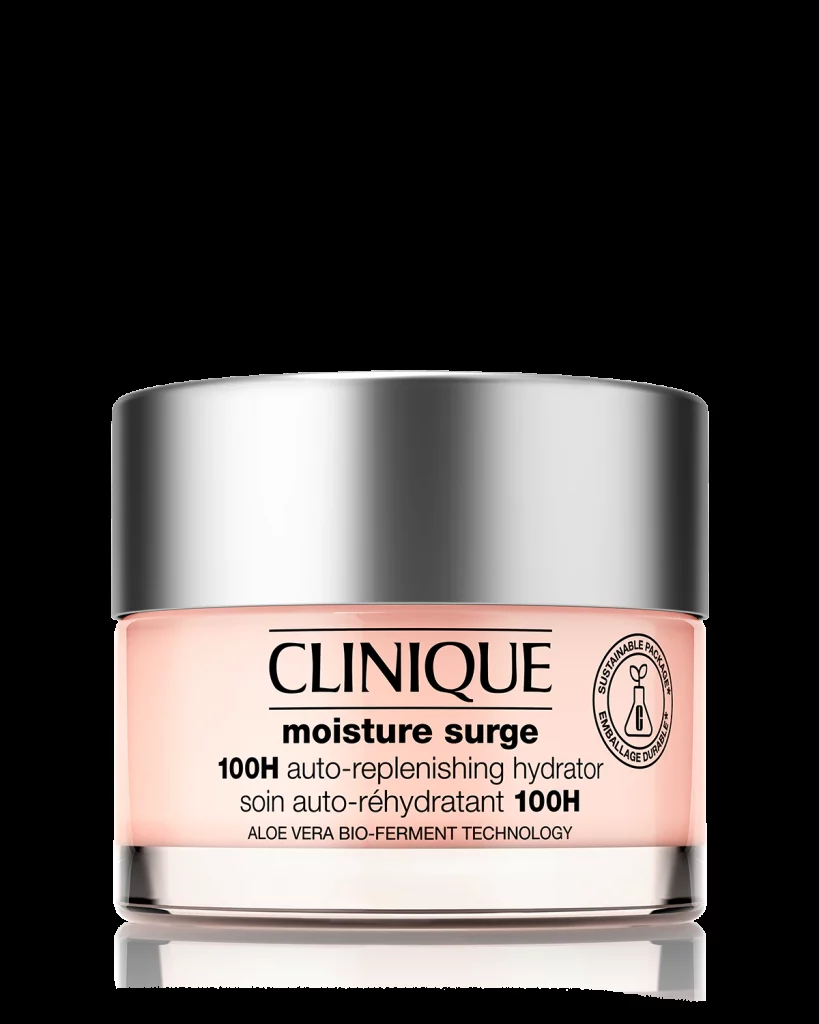 CLINIQUE
moisture surge
100H auto-replenishing hydrator
soin auto-réhydratant 100H
ALOE VERA BIO-FERMENT TECHNOLOGY
SUSTAINABLE PACKAGE*
EMBALLAGE DURABLE*
C